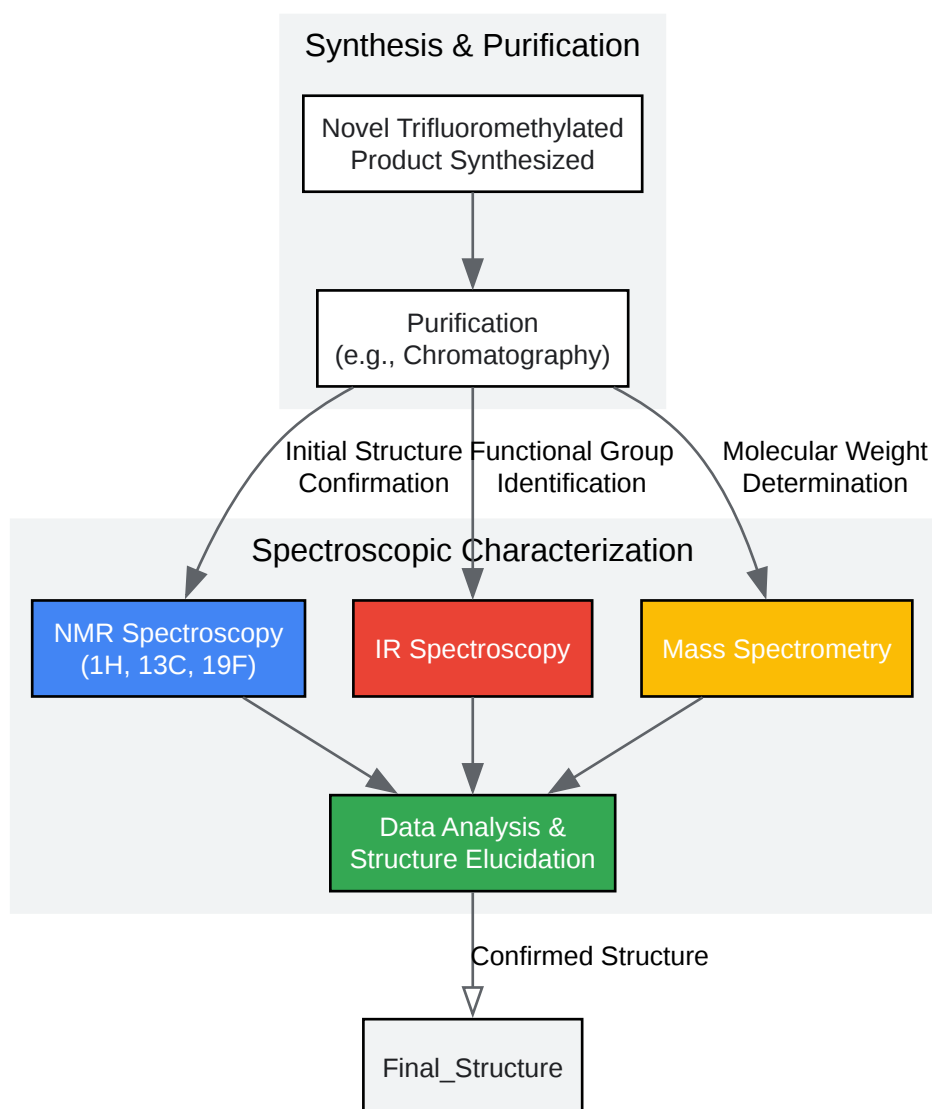 Synthesis & Purification
Novel Trifluoromethylated
Product Synthesized
Purification
(e.g., Chromatography)
Initial Structure
Confirmation
Functional Group
Identification
Molecular Weight
Determination
Spectroscopic Characterization
NMR Spectroscopy
(1H, 13C, 19F)
IR Spectroscopy
Mass Spectrometry
Data Analysis &
Structure Elucidation
Confirmed Structure
Final_Structure